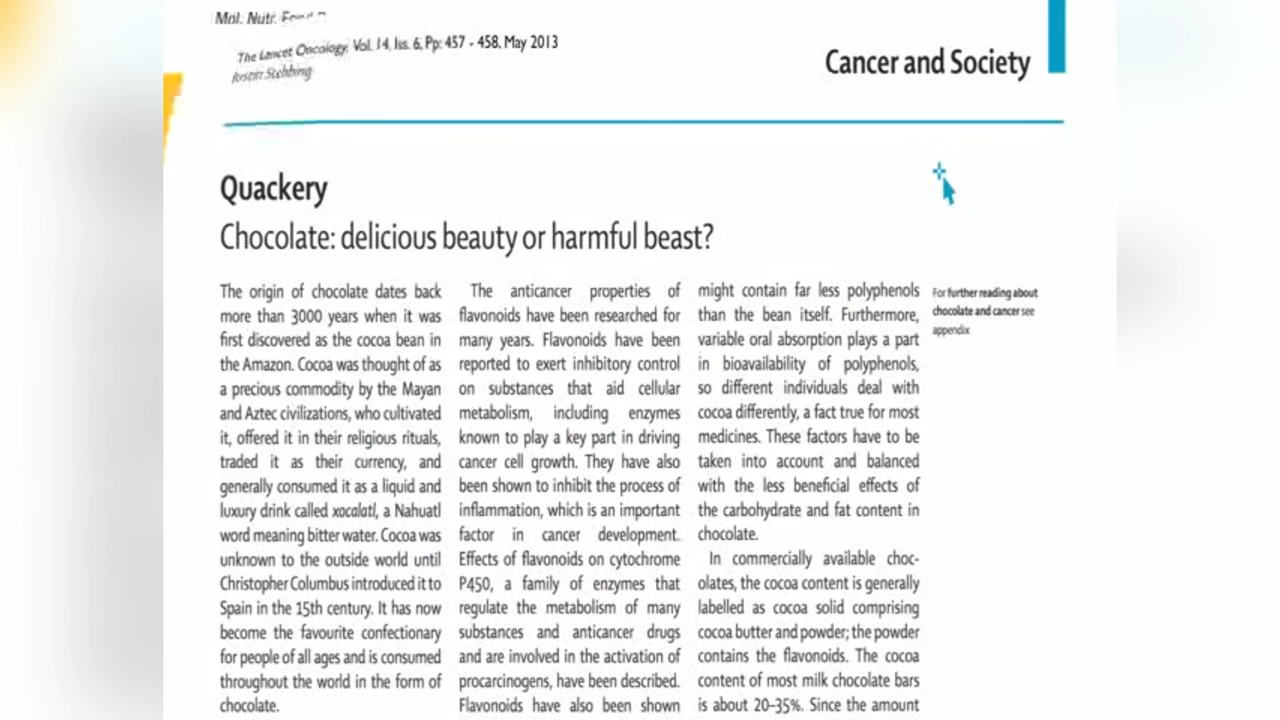 Mol. Nutr.
The Lancet Oncology, Vol. 14, Iss. 6, Pp: 457 - 458, May 2013
Justin Stebbing
Cancer and Society
Quackery
Chocolate: delicious beauty or harmful beast?
The origin of chocolate dates back
more than 3000 years when it was
first discovered as the cocoa bean in
the Amazon. Cocoa was thought of as
a precious commodity by the Mayan
and Aztec civilizations, who cultivated
it, offered it in their religious rituals,
traded it as their currency, and
generally consumed it as a liquid and
luxury drink called xocalatl, a Nahuatl
word meaning bitter water. Cocoa was
unknown to the outside world until
Christopher Columbus introduced it to
Spain in the 15th century. It has now
become the favourite confectionary
for people of all ages and is consumed
throughout the world in the form of
chocolate.
The anticancer properties of
flavonoids have been researched for
many years. Flavonoids have been
reported to exert inhibitory control
on substances that aid cellular
metabolism, including enzymes
known to play a key part in driving
cancer cell growth. They have also
been shown to inhibit the process of
inflammation, which is an important
factor in cancer development.
Effects of flavonoids on cytochrome
P450, a family of enzymes that
regulate the metabolism of many
substances and anticancer drugs
and are involved in the activation of
procarcinogens, have been described.
Flavonoids have also been shown
might contain far less polyphenols
than the bean itself. Furthermore,
variable oral absorption plays a part
in bioavailability of polyphenols,
so different individuals deal with
cocoa differently, a fact true for most
medicines. These factors have to be
taken into account and balanced
with the less beneficial effects of
the carbohydrate and fat content in
chocolate.
In commercially available choc-
olates, the cocoa content is generally
labelled as cocoa solid comprising
cocoa butter and powder; the powder
contains the flavonoids. The cocoa
content of most milk chocolate bars
is about 20–35%. Since the amount
For further reading about
chocolate and cancer see
appendix